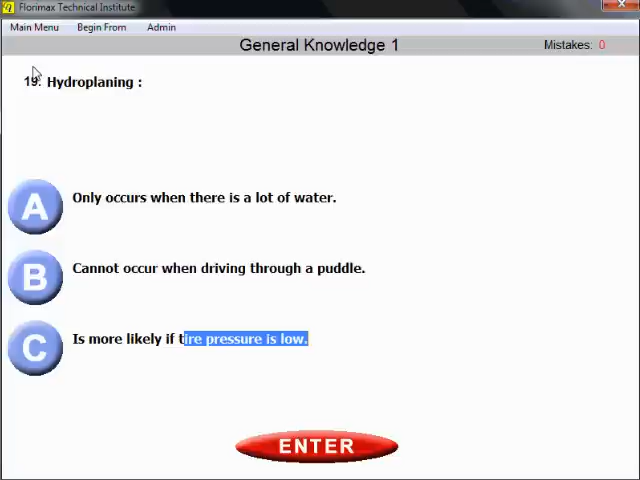 Florimax Technical Institute
Main Menu Begin From Admin
General Knowledge 1 Mistakes: 0
19. Hydroplaning :
A Only occurs when there is a lot of water.
B Cannot occur when driving through a puddle.
C Is more likely if tire pressure is low.
ENTER